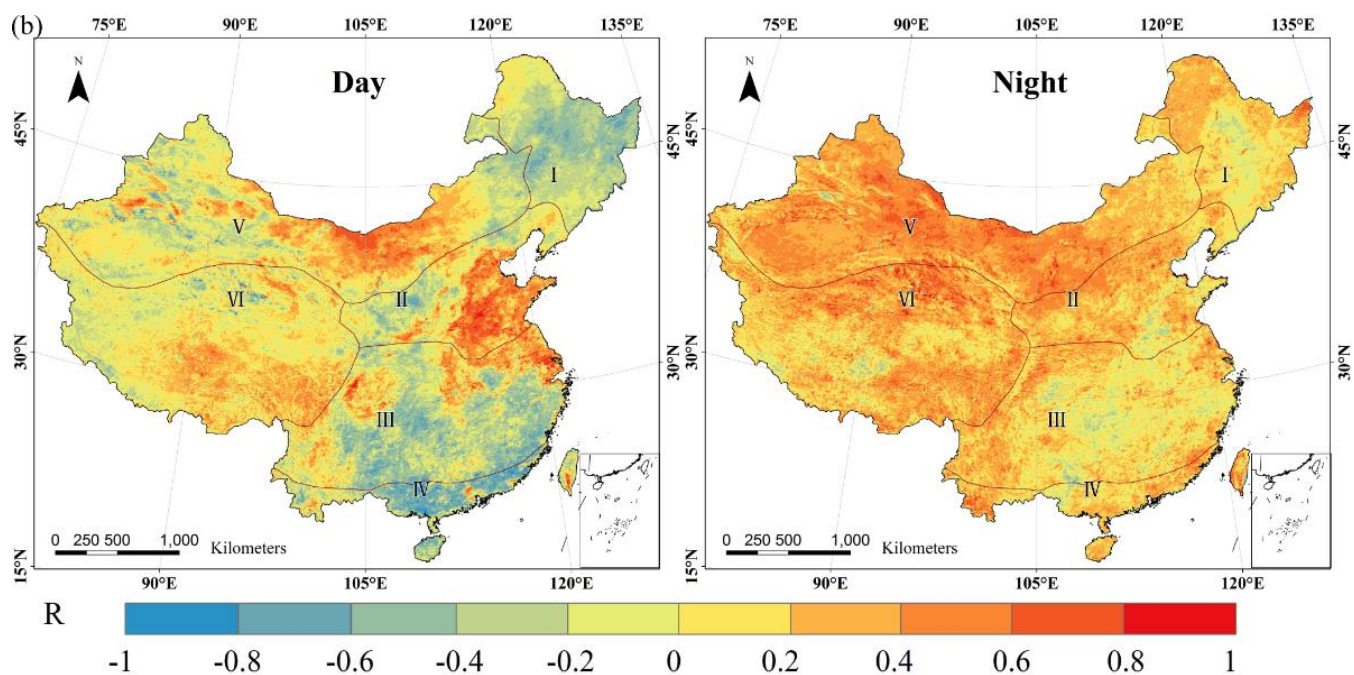 (b)
75°E 90°E 105°E 120°E 135°E
75°E 90°E 105°E 120°E 135°E
N Day
N Night
45°N 45°N
45°N 45°N
I
V
VI
II
III
IV
I
V
VI
II
III
IV
30°N 30°N
30°N 30°N
15°N
15°N
0 250 500 1,000 Kilometers
0 250 500 1,000 Kilometers
90°E 105°E 120°E
90°E 105°E 120°E
R
-1 -0.8 -0.6 -0.4 -0.2 0 0.2 0.4 0.6 0.8 1